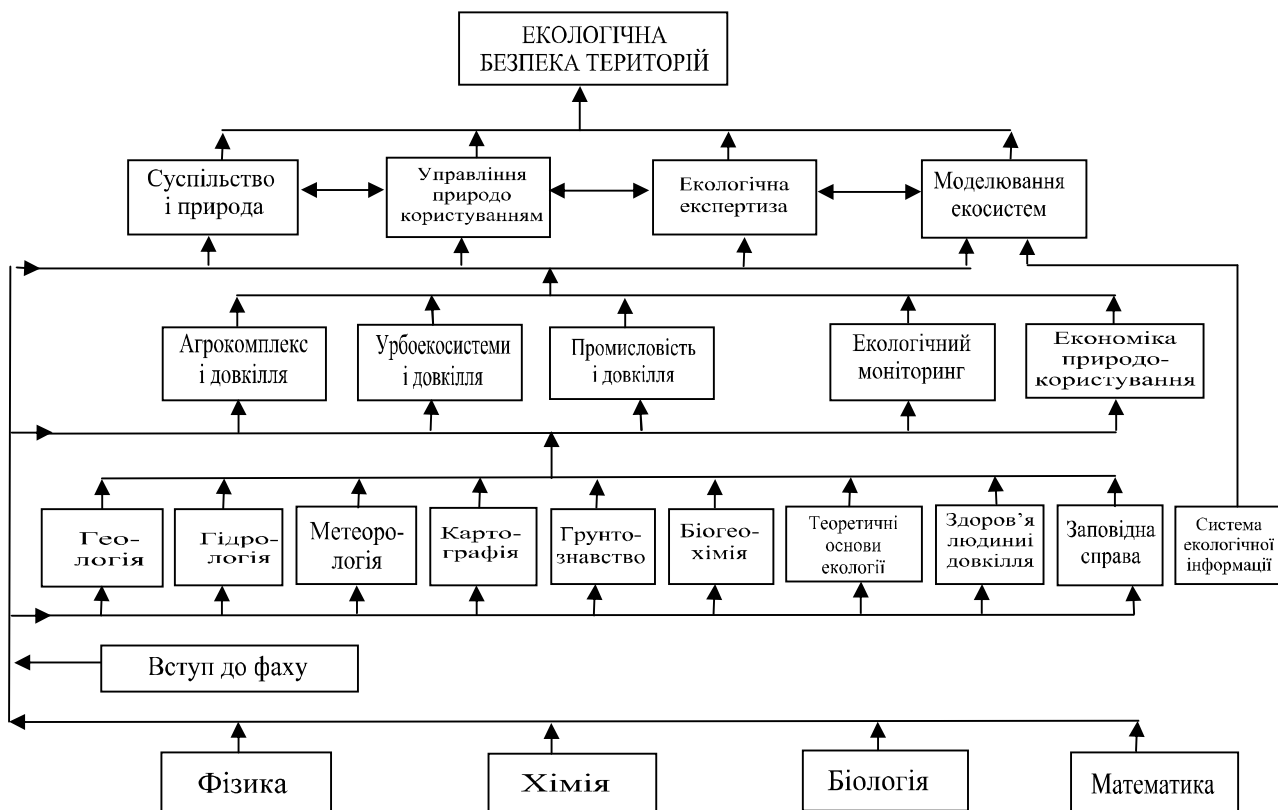 ЕКОЛОГІЧНА
БЕЗПЕКА ТЕРИТОРІЙ
Суспільство
і природа
Управління
природо
користуванням
Екологічна
експертиза
Моделювання
екосистем
Агрокомплекс
і довкілля
Урбоекосистеми
і довкілля
Промисловість
і довкілля
Екологічний
моніторинг
Економіка
природо-
користування
Гео-
логія
Гідро-
логія
Метеоро-
логія
Карто-
графія
Грунто-
знавство
Біогео-
хімія
Теоретичні
основи
екології
Здоров’я
людиниі
довкілля
Заповідна
справа
Система
екологічної
інформації
Вступ до фаху
Фізика
Хімія
Біологія
Математика